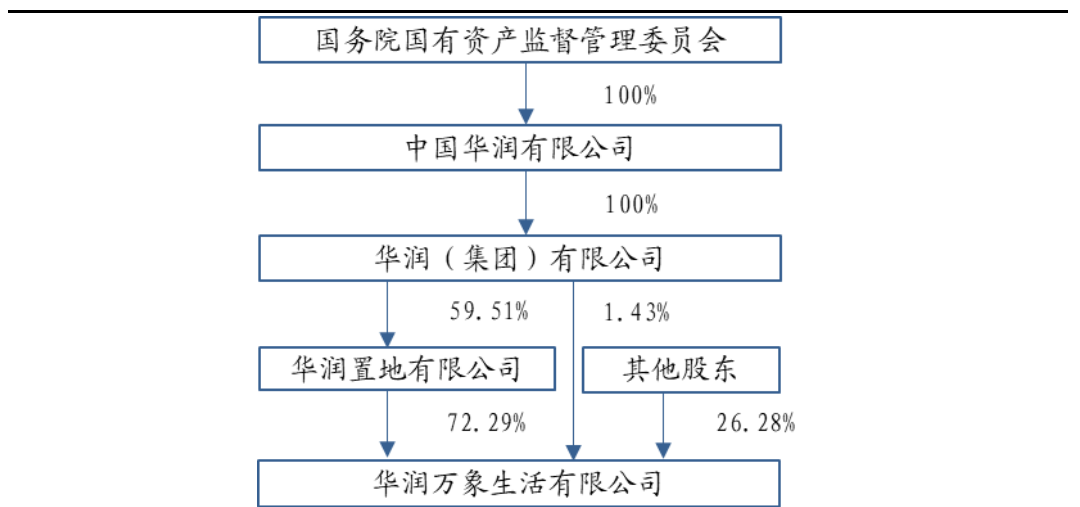 国务院国有资产监督管理委员会
100%
中国华润有限公司
100%
华润（集团）有限公司
59.51%
1.43%
华润置地有限公司
其他股东
72.29%
26.28%
华润万象生活有限公司